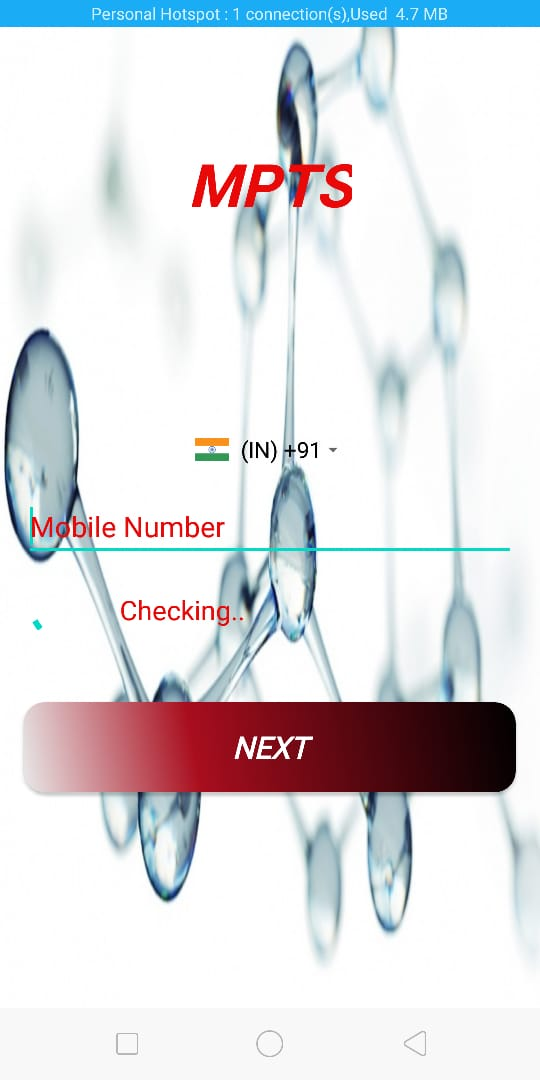 Personal Hotspot : 1 connection(s),Used 4.7 MB
MPTS
(IN) +91
Mobile Number
Checking..
NEXT